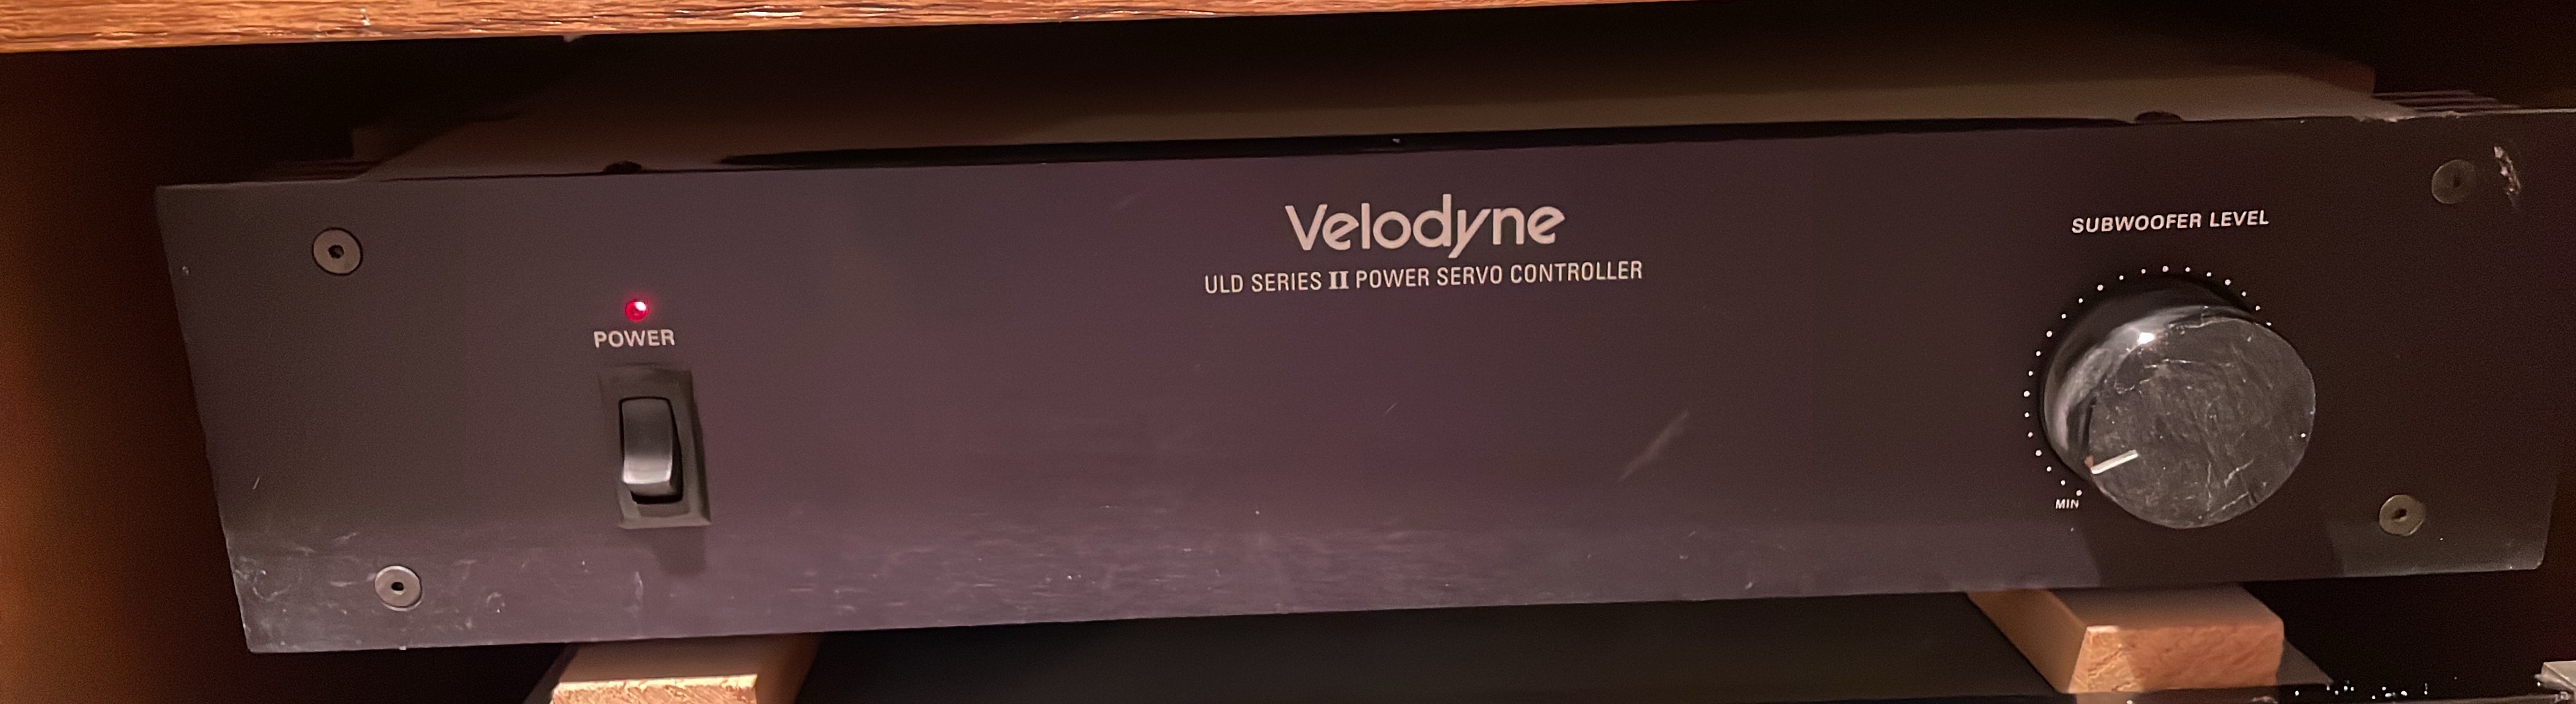 Velodyne
ULD SERIES II POWER SERVO CONTROLLER
SUBWOOFER LEVEL
POWER
MIN